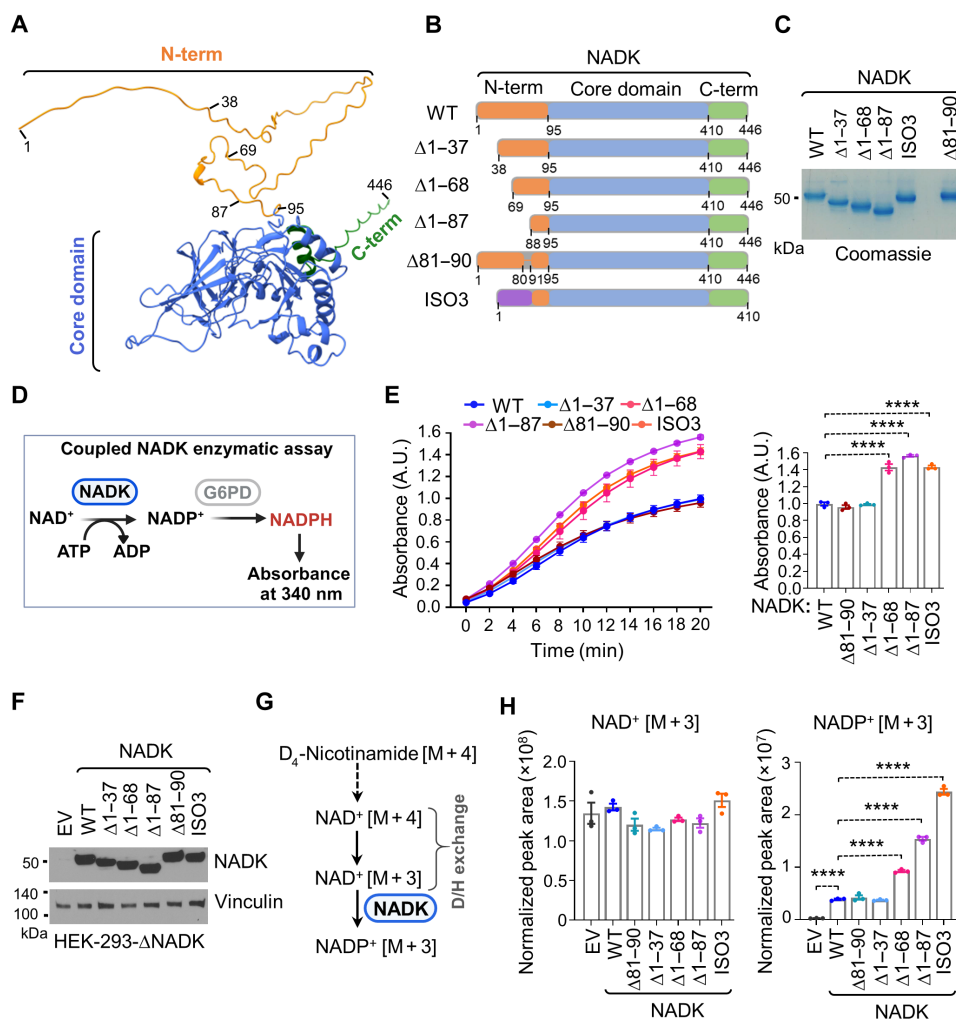 A
N-term
38
1
69
446
87
95
C-term
Core domain
B
NADK
N-term Core domain C-term
WT
1 95 410 446
Δ1–37
38 95 410 446
Δ1–68
69 95 410 446
Δ1–87
88 95 410 446
Δ81–90
1 80 91 95 410 446
ISO3
1 410
C
NADK
WT Δ1–37 Δ1–68 Δ1–87 ISO3 Δ81–90
50
kDa
Coomassie
D
Coupled NADK enzymatic assay
NADK G6PD
NAD⁺ NADP⁺ NADPH
ATP ADP
Absorbance
at 340 nm
E
WT Δ1–37 Δ1–68
Δ1–87 Δ81–90 ISO3
Absorbance (A.U.)
1.6
1.4
1.2
1.0
0.8
0.6
0.4
0.2
0.0
0 2 4 6 8 10 12 14 16 18 20
Time (min)
****
****
****
Absorbance (A.U.)
1.6
1.4
1.2
1.0
0.8
0.6
0.4
0.2
0
NADK:
WT Δ81–90 Δ1–37 Δ1–68 Δ1–87 ISO3
F
NADK
EV WT Δ1–37 Δ1–68 Δ1–87 Δ81–90 ISO3
50 NADK
140
100 Vinculin
kDa
HEK-293-ΔNADK
G
D₄-Nicotinamide [M + 4]
NAD⁺ [M + 4]
D/H exchange
NAD⁺ [M + 3]
NADK
NADP⁺ [M + 3]
H
NAD⁺ [M + 3]
Normalized peak area (×10⁸)
2.0
1.5
1.0
0.5
0
EV WT Δ81–90 Δ1–37 Δ1–68 Δ1–87 ISO3
NADK
NADP⁺ [M + 3]
Normalized peak area (×10⁷)
3
2
1
0
****
****
****
****
EV WT Δ81–90 Δ1–37 Δ1–68 Δ1–87 ISO3
NADK